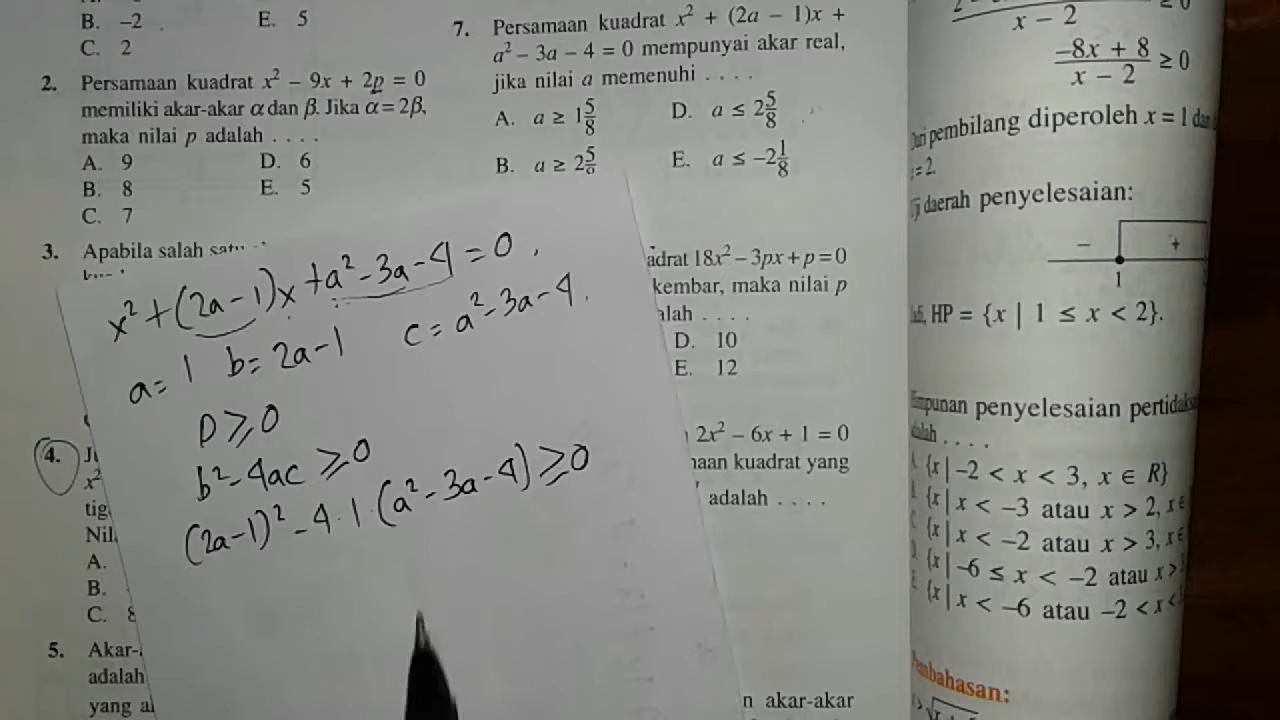 B. −2
E. 5
C. 2
2. Persamaan kuadrat x² − 9x + 2p = 0
memiliki akar-akar α dan β. Jika α = 2β,
maka nilai p adalah . . . .
A. 9
D. 6
B. 8
E. 5
C. 7
3. Apabila salah
4.
x²
A.
B.
C.
5. Akar-
adalah
yang
7. Persamaan kuadrat x² + (2a − 1)x +
a² − 3a − 4 = 0 mempunyai akar real,
jika nilai a memenuhi . . . .
A. a ≥ 1 5/8
D. a ≤ 2 5/8
B. a ≥ 2
E. a ≤ −2 1/8
18x² − 3px + p = 0
kembar, maka nilai p
. . . .
D. 10
E. 12
2x² − 6x + 1 = 0
kuadrat yang
adalah . . . .
akar-akar
x² + (2a − 1)x + a² − 3a − 4 = 0 .
a = 1 b = 2a − 1 c = a² − 3a − 4 .
D ≥ 0
b² − 4ac ≥ 0
(2a−1)² − 4 . 1 . (a² − 3a − 4) ≥ 0
x − 2
(−8x + 8)/(x − 2) ≥ 0
pembilang diperoleh x = 1
= 2.
daerah penyelesaian:
− +
1
HP = {x | 1 ≤ x < 2}.
penyelesaian
. . . .
{x | −2 < x < 3, x ∈ R}
{x | x < −3 atau x > 2, x ∈
{x | x < −2 atau x > 3, x ∈
{x | −6 ≤ x < −2 atau x >
{x | x < −6 atau −2 < x <